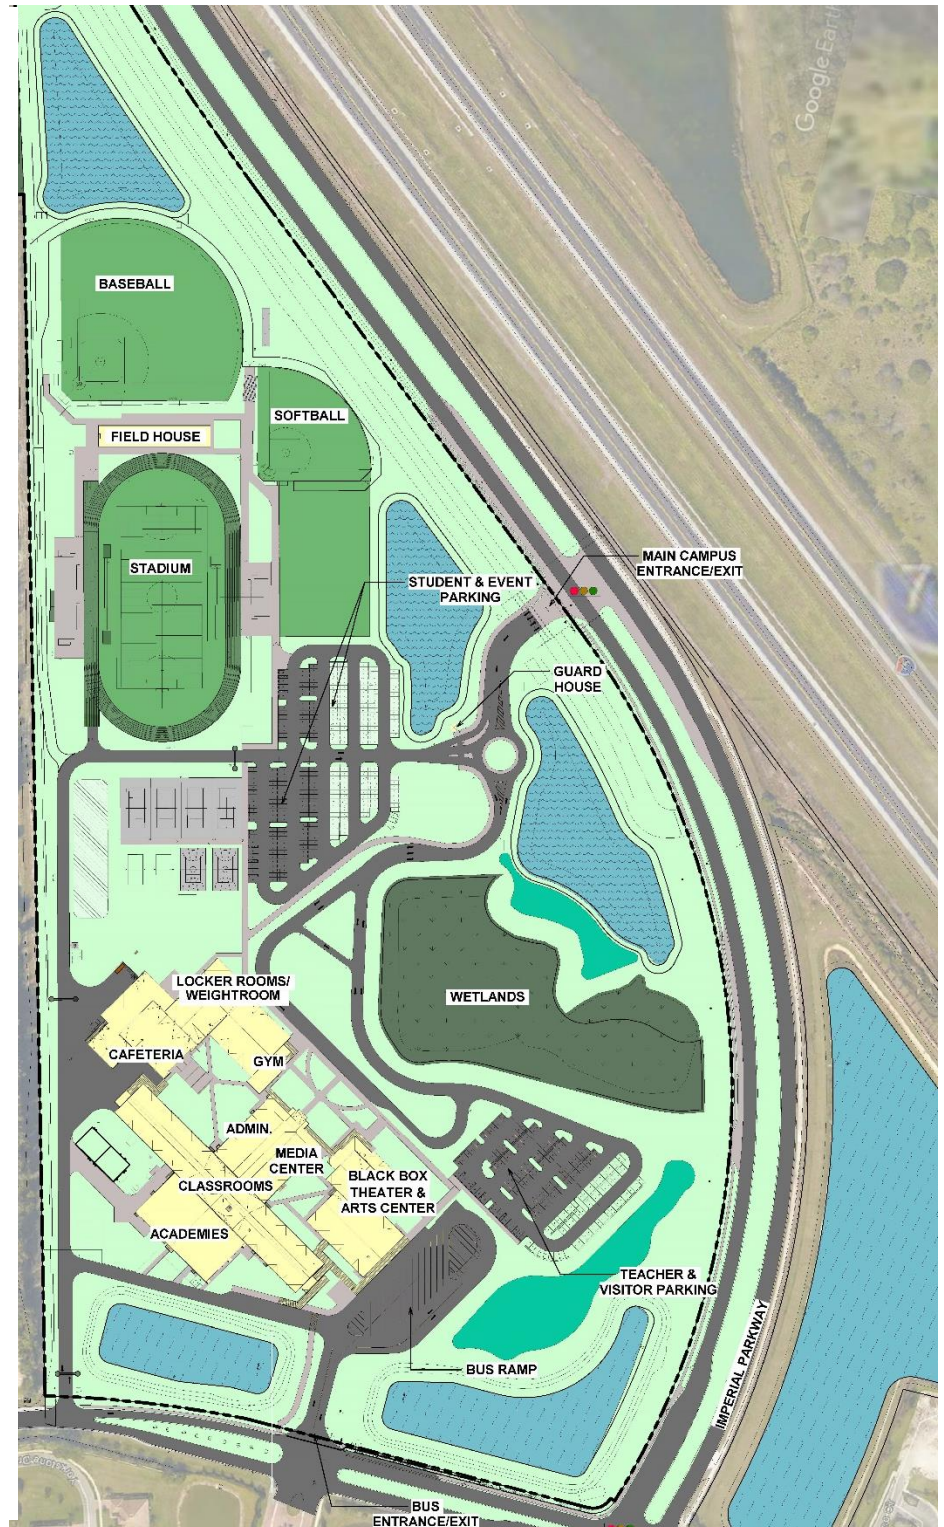 Google Earth
BASEBALL
SOFTBALL
FIELD HOUSE
STADIUM
MAIN CAMPUS
ENTRANCE/EXIT
STUDENT & EVENT
PARKING
GUARD
HOUSE
LOCKER ROOMS/
WEIGHTROOM
WETLANDS
CAFETERIA
GYM
ADMIN.
MEDIA
CENTER
CLASSROOMS
BLACK BOX
THEATER &
ARTS CENTER
ACADEMIES
TEACHER &
VISITOR PARKING
IMPERIAL PARKWAY
BUS RAMP
BUS
ENTRANCE/EXIT